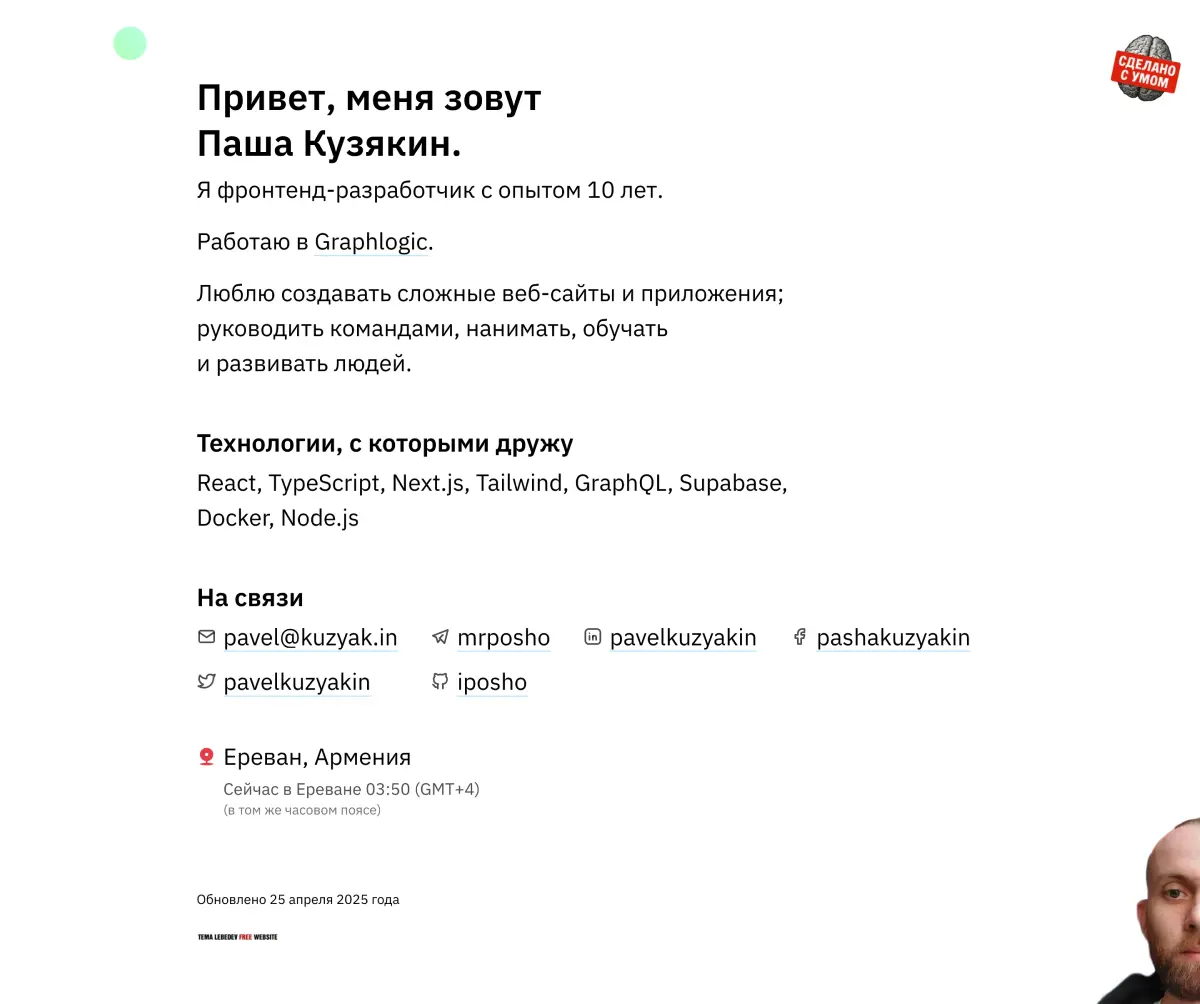 СДЕЛАНО
С УМОМ
Привет, меня зовут
Паша Кузякин.
Я фронтенд-разработчик с опытом 10 лет.
Работаю в Graphlogic.
Люблю создавать сложные веб-сайты и приложения;
руководить командами, нанимать, обучать
и развивать людей.
Технологии, с которыми дружу
React, TypeScript, Next.js, Tailwind, GraphQL, Supabase,
Docker, Node.js
На связи
pavel@kuzyak.in mrposho pavelkuzyakin pashakuzyakin
pavelkuzyakin iposho
Ереван, Армения
Сейчас в Ереване 03:50 (GMT+4)
(в том же часовом поясе)
Обновлено 25 апреля 2025 года
TEMA LEBEDEV FREE WEBSITE